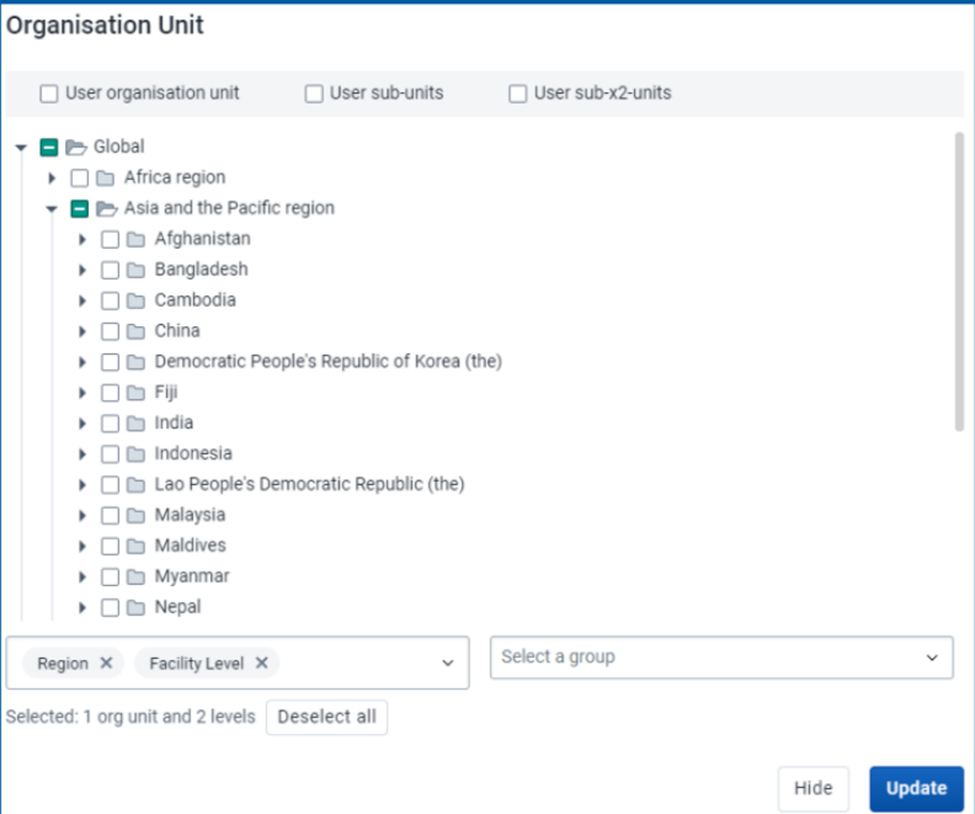 Organisation Unit
User organisation unit User sub-units User sub-x2-units
Global
Africa region
Asia and the Pacific region
Afghanistan
Bangladesh
Cambodia
China
Democratic People's Republic of Korea (the)
Fiji
India
Indonesia
Lao People's Democratic Republic (the)
Malaysia
Maldives
Myanmar
Nepal
Region Facility Level Select a group
Selected: 1 org unit and 2 levels Deselect all
Hide Update